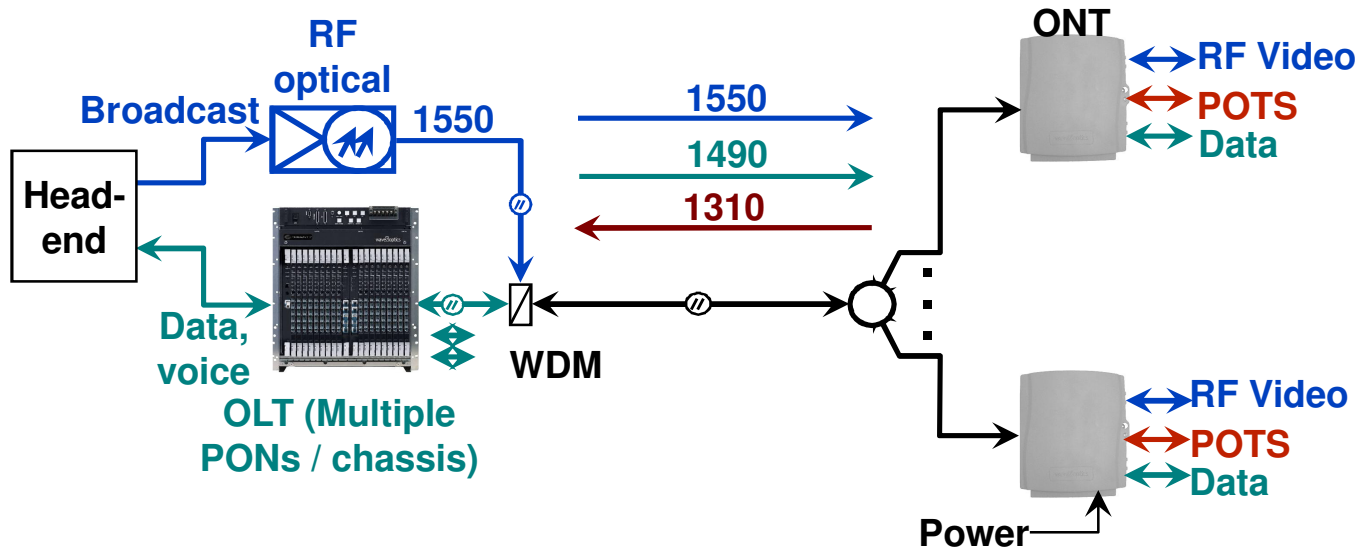 RF
optical
Broadcast
1550
Head-
end
Data,
voice
OLT (Multiple
PONs / chassis)
WDM
1550
1490
1310
ONT
RF Video
POTS
Data
RF Video
POTS
Data
Power